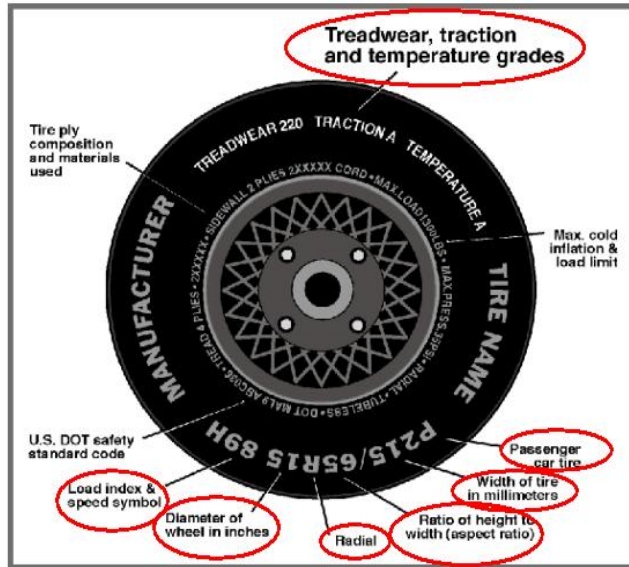 Treadwear, traction
and temperature grades
Tire ply
composition
and materials
used
TREADWEAR 220 TRACTION A TEMPERATURE A
SIDEWALL 2 PLIES 2XXXXX CORD • MAX. LOAD 1300LBS • MAX.PRESS.35PSI • RADIAL • TUBELESS • DOT MAL9 ABC036 • TREAD 4 PLIES • 2XXXXX •
MANUFACTURER
TIRE NAME
Max. cold
inflation &
load limit
P215/65R15 89H
U.S. DOT safety
standard code
Passenger
car tire
Load index &
speed symbol
Width of tire
in millimeters
Diameter of
wheel in inches
Radial
Ratio of height to
width (aspect ratio)